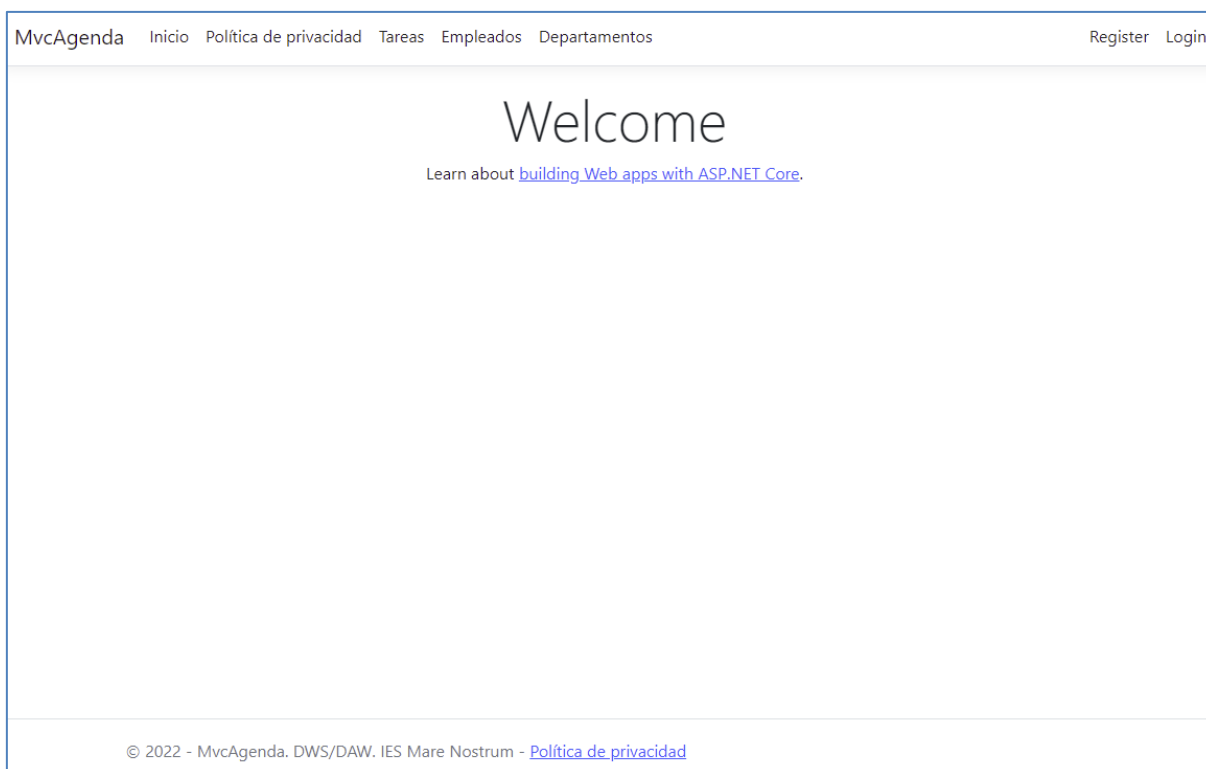 MvcAgenda Inicio Política de privacidad Tareas Empleados Departamentos Register Login
Welcome
Learn about building Web apps with ASP.NET Core.
© 2022 - MvcAgenda. DWS/DAW. IES Mare Nostrum - Política de privacidad